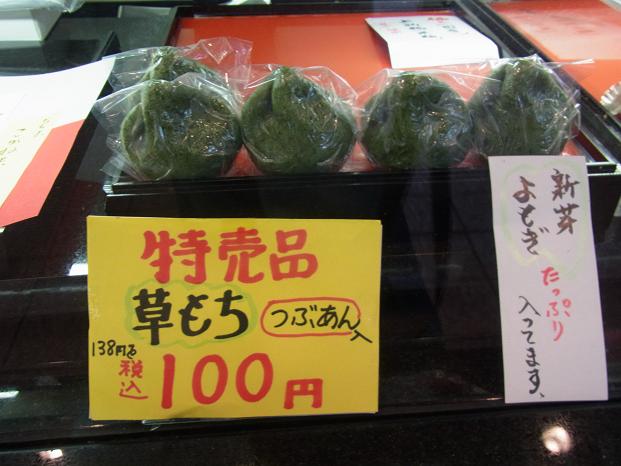 特売品
草もち
つぶあん入
138円を
税込
100円
新芽
よもぎ
たっぷり
入ってます、